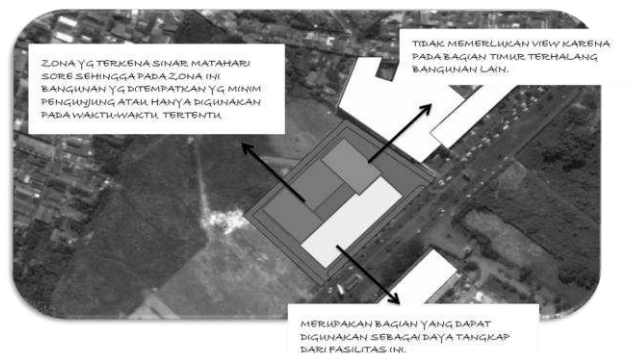 ZONA YG TERKENA SINAR MATAHARI
SORE SEHINGGA PADA ZONA INI
BANGUNAN YG DITEMPATKAN YG MINIM
PENGUNJUNG ATAU HANYA DIGUNAKAN
PADA WAKTU-WAKTU TERTENTU.
TIDAK MEMERLUKAN VIEW KARENA
PADA BAGIAN TIMUR TERHALANG
BANGUNAN LAIN.
MERUPAKAN BAGIAN YANG DAPAT
DIGUNAKAN SEBAGAI DAYA TANGKAP
DARI FASILITAS INI.